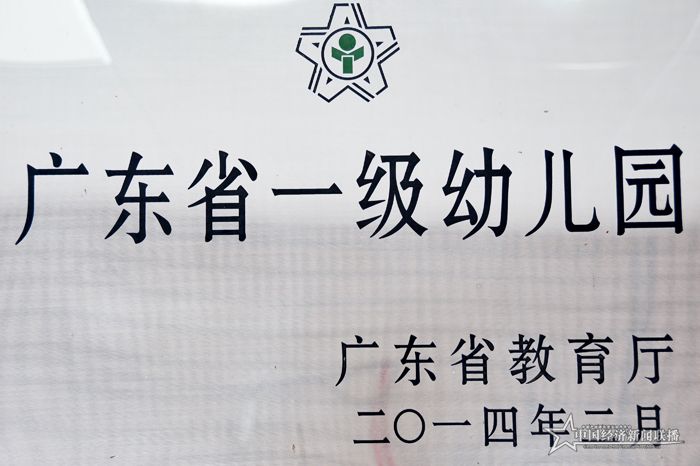 广东省一级幼儿园
广东省教育厅
二〇一四年二月
中国经济新闻联播